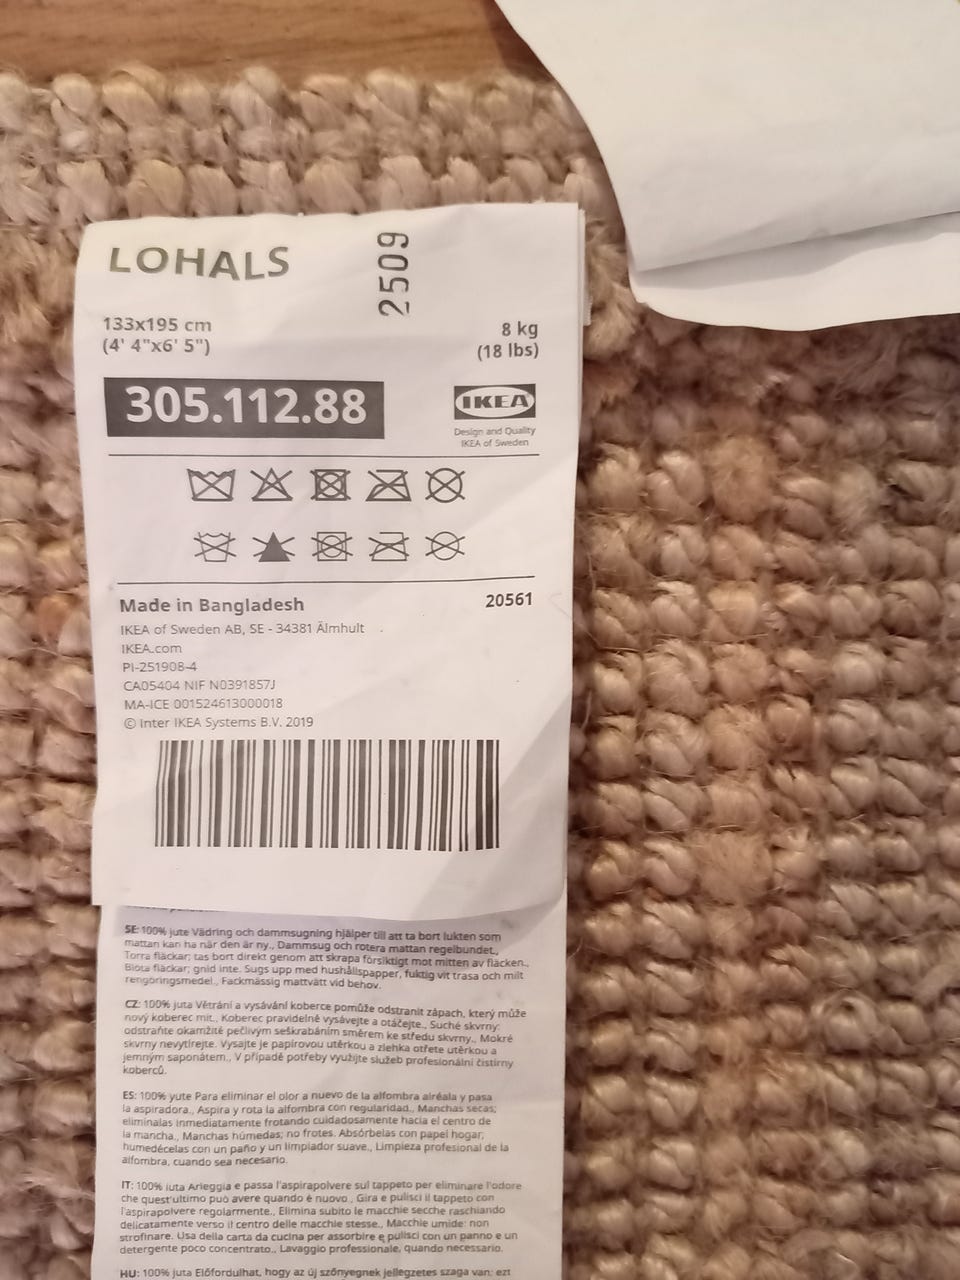 LOHALS
2509
133x195 cm
(4' 4"x6' 5")
8 kg
(18 lbs)
305.112.88
IKEA
Design and Quality
IKEA of Sweden
Made in Bangladesh
20561
IKEA of Sweden AB, SE - 34381 Älmhult
IKEA.com
PI-251908-4
CA05404 NIF N0391857J
MA-ICE 001524613000018
© Inter IKEA Systems B.V. 2019
SE: 100% jute Vädring och dammsugning hjälper till att ta bort lukten som
mattan kan ha när den är ny., Dammsug och rotera mattan regelbundet.,
Torra fläckar; tas bort direkt genom att skrapa försiktigt mot mitten av fläcken.,
Blöta fläckar; gnid inte. Sugs upp med hushållspapper, fuktig vit trasa och milt
rengöringsmedel., Fackmässig mattvätt vid behov.
CZ: 100% juta Větrání a vysávání koberce pomůže odstranit zápach, který může
nový koberec mít., Koberec pravidelně vysávejte a otáčejte., Suché skvrny:
odstraňte okamžitě pečlivým seškrabáním směrem ke středu skvrny., Mokré
skvrny nevytírejte. Vysajte je papírovou utěrkou a zlehka otřete utěrkou a
jemným saponátem., V případě potřeby využijte služeb profesionální čistírny
koberců.
ES: 100% yute Para eliminar el olor a nuevo de la alfombra airéala y pasa
la aspiradora., Aspira y rota la alfombra con regularidad., Manchas secas;
elimínalas inmediatamente frotando cuidadosamente hacia el centro de
la mancha., Manchas húmedas; no frotes. Absórbelas con papel hogar,
humedécelas con un paño y un limpiador suave., Limpieza profesional de la
alfombra, cuando sea necesario.
IT: 100% iuta Arieggia e passa l'aspirapolvere sul tappeto per eliminare l'odore
che quest'ultimo può avere quando è nuovo., Gira e pulisci il tappeto con
l'aspirapolvere regolarmente., Elimina subito le macchie secche raschiando
delicatamente verso il centro delle macchie stesse., Macchie umide: non
strofinare. Usa della carta da cucina per assorbire e pulisci con un panno e un
detergente poco concentrato., Lavaggio professionale, quando necessario.
HU: 100% juta Előfordulhat, hogy az új szőnyegnek jellegzetes szaga van: ezt